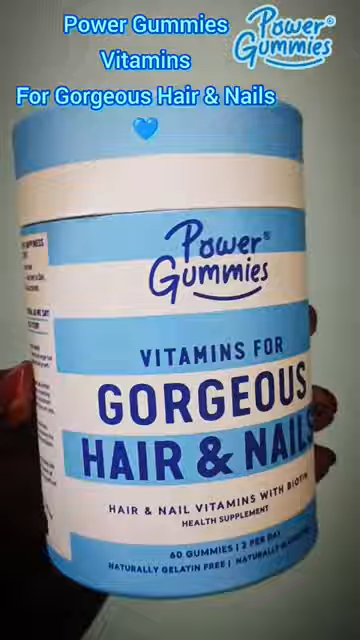 Power Gummies
Vitamins
For Gorgeous Hair & Nails
Power®
Gummies
Power®
Gummies
VITAMINS FOR
GORGEOUS
HAIR & NAILS
HAIR & NAIL VITAMINS WITH BIOTIN
HEALTH SUPPLEMENT
60 GUMMIES | 2 PER DAY
NATURALLY GELATIN FREE | NATURALLY